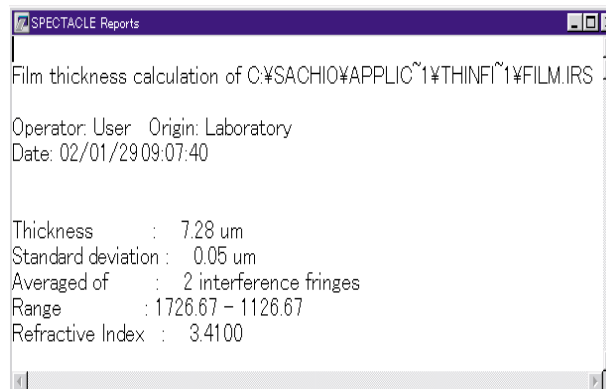 SPECTACLE Reports
Film thickness calculation of C:¥SACHIO¥APPLIC~1¥THINFI~1¥FILM.IRS
Operator: User Origin: Laboratory
Date: 02/01/29 09:07:40
Thickness : 7.28 um
Standard deviation : 0.05 um
Averaged of : 2 interference fringes
Range : 1726.67 - 1126.67
Refractive Index : 3.4100